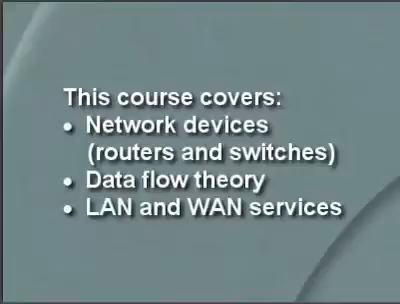 This course covers:
• Network devices
(routers and switches)
• Data flow theory
• LAN and WAN services